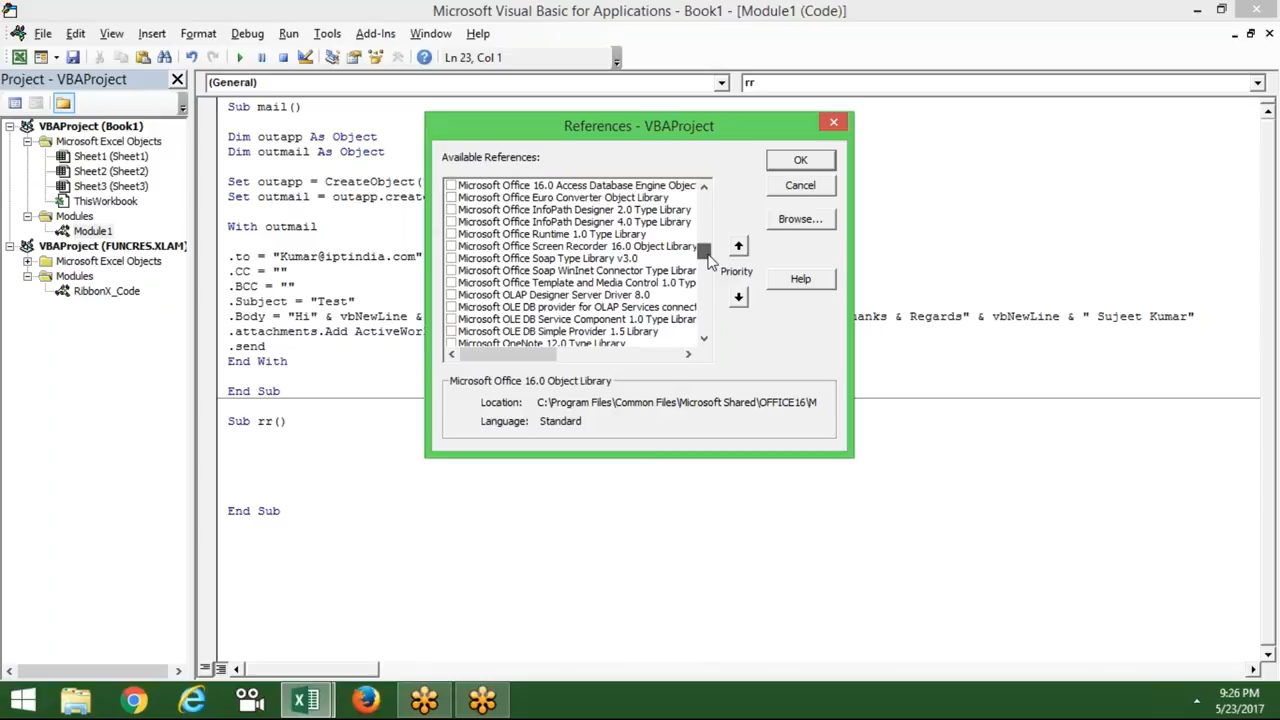 Microsoft Visual Basic for Applications - Book1 - [Module1 (Code)]
File Edit View Insert Format Debug Run Tools Add-Ins Window Help
Ln 23, Col 1
Project - VBAProject
(General)
rr
VBAProject (Book1)
Microsoft Excel Objects
Sheet1 (Sheet1)
Sheet2 (Sheet2)
Sheet3 (Sheet3)
ThisWorkbook
Modules
Module1
VBAProject (FUNCRES.XLAM)
Microsoft Excel Objects
Modules
RibbonX_Code
Sub mail()
Dim outapp As Object
Dim outmail As Object
Set outapp = CreateObject(
Set outmail = outapp.creat
With outmail
.to = "Kumar@iptindia.com"
.CC = ""
.BCC = ""
.Subject = "Test"
.Body = "Hi" & vbNewLine & anks & Regards" & vbNewLine & " Sujeet Kumar"
.attachments.Add ActiveWor
.send
End With
End Sub
Sub rr()
End Sub
References - VBAProject
Available References:
Microsoft Office 16.0 Access Database Engine Objec
Microsoft Office Euro Converter Object Library
Microsoft Office InfoPath Designer 2.0 Type Library
Microsoft Office InfoPath Designer 4.0 Type Library
Microsoft Office Runtime 1.0 Type Library
Microsoft Office Screen Recorder 16.0 Object Library
Microsoft Office Soap Type Library v3.0
Microsoft Office Soap WinInet Connector Type Librar
Microsoft Office Template and Media Control 1.0 Typ
Microsoft OLAP Designer Server Driver 8.0
Microsoft OLE DB provider for OLAP Services connect
Microsoft OLE DB Service Component 1.0 Type Librar
Microsoft OLE DB Simple Provider 1.5 Library
Microsoft OneNote 12.0 Type Library
OK
Cancel
Browse...
Priority
Help
Microsoft Office 16.0 Object Library
Location: C:\Program Files\Common Files\Microsoft Shared\OFFICE16\M
Language: Standard
9:26 PM
5/23/2017